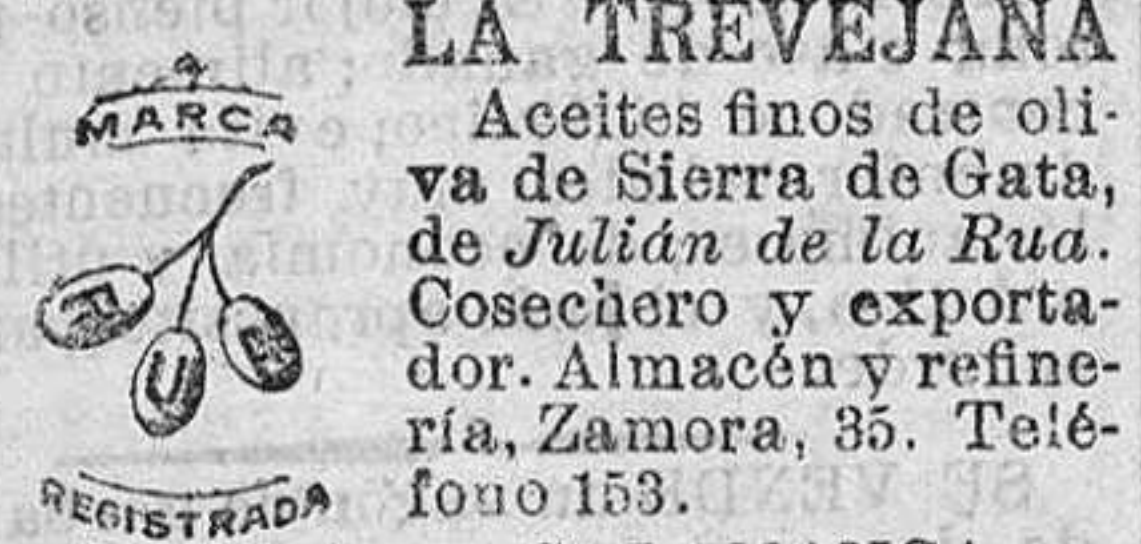 LA TREVEJANA
MARCA
Aceites finos de oli-
va de Sierra de Gata,
de Julián de la Rua.
Cosechero y exporta-
dor. Almacén y refine-
ría, Zamora, 35. Telé-
fono 153.
REGISTRADA